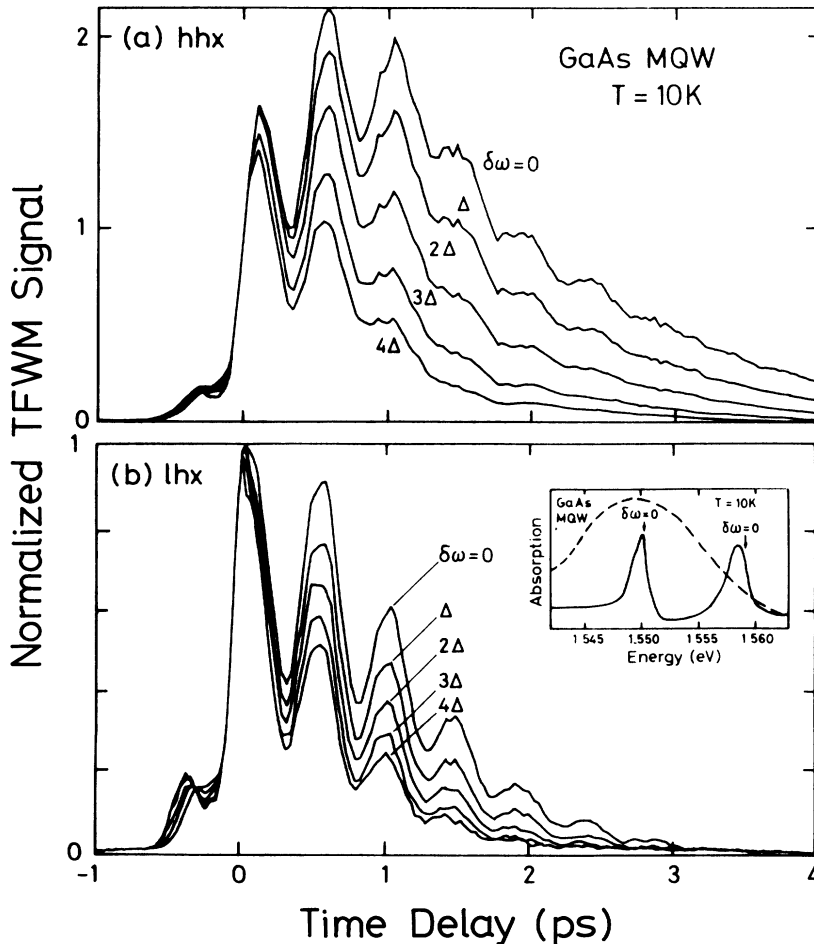 (a) hhx
GaAs MQW
T = 10K
δω=0
Δ
2Δ
3Δ
4Δ
2
1
0
Normalized TFWM Signal
(b) lhx
δω=0
Δ
2Δ
3Δ
4Δ
1
0
GaAs
MQW
T=10K
δω=0
δω=0
Absorption
1.545
1.550
1.555
1.560
Energy (eV)
-1
0
1
2
3
4
Time Delay (ps)